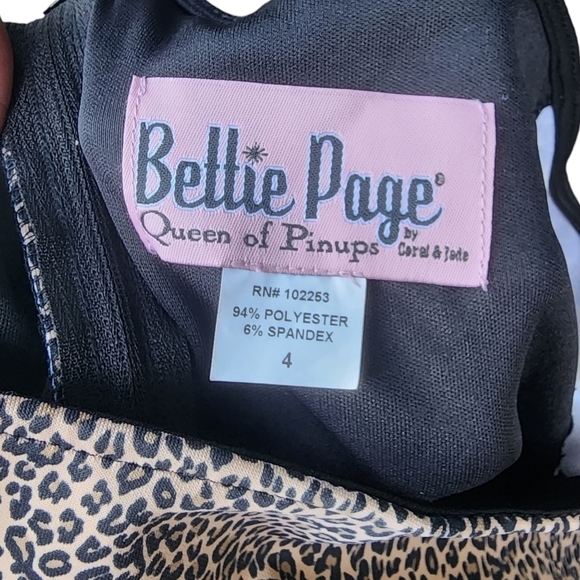 Bettie Page®
Queen of Pinups by Coral & Jade
RN# 102253
94% POLYESTER
6% SPANDEX
4